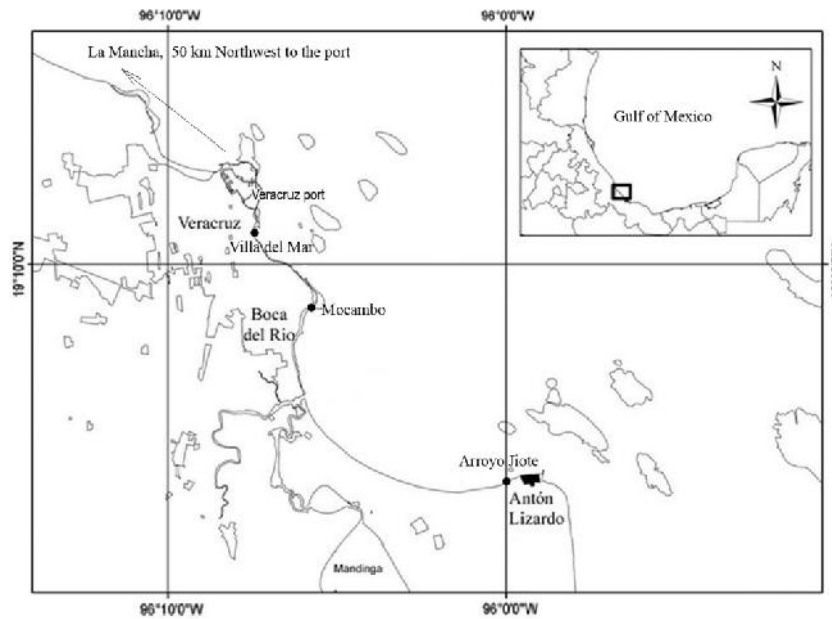 96°10'0"W
96°0'0"W
La Mancha, 50 km Northwest to the port
N
Gulf of Mexico
Veracruz port
Veracruz
Villa del Mar
19°10'0"N
Mocambo
Boca
del Rio
Arroyo Jiote
Antón
Lizardo
Mandinga
96°10'0"W
96°0'0"W